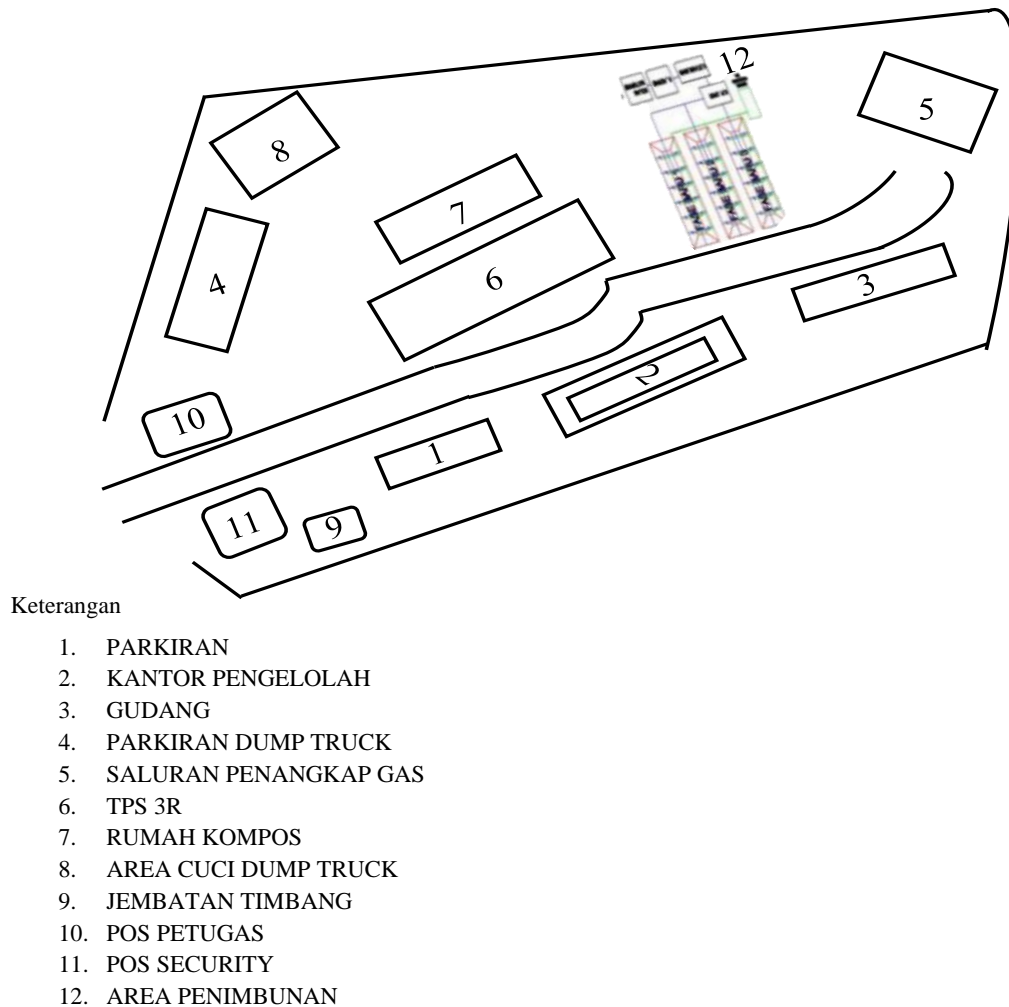 12
5
8
7
4
6
3
2
10
1
11
9
Keterangan
1. PARKIRAN
2. KANTOR PENGELOLAH
3. GUDANG
4. PARKIRAN DUMP TRUCK
5. SALURAN PENANGKAP GAS
6. TPS 3R
7. RUMAH KOMPOS
8. AREA CUCI DUMP TRUCK
9. JEMBATAN TIMBANG
10. POS PETUGAS
11. POS SECURITY
12. AREA PENIMBUNAN